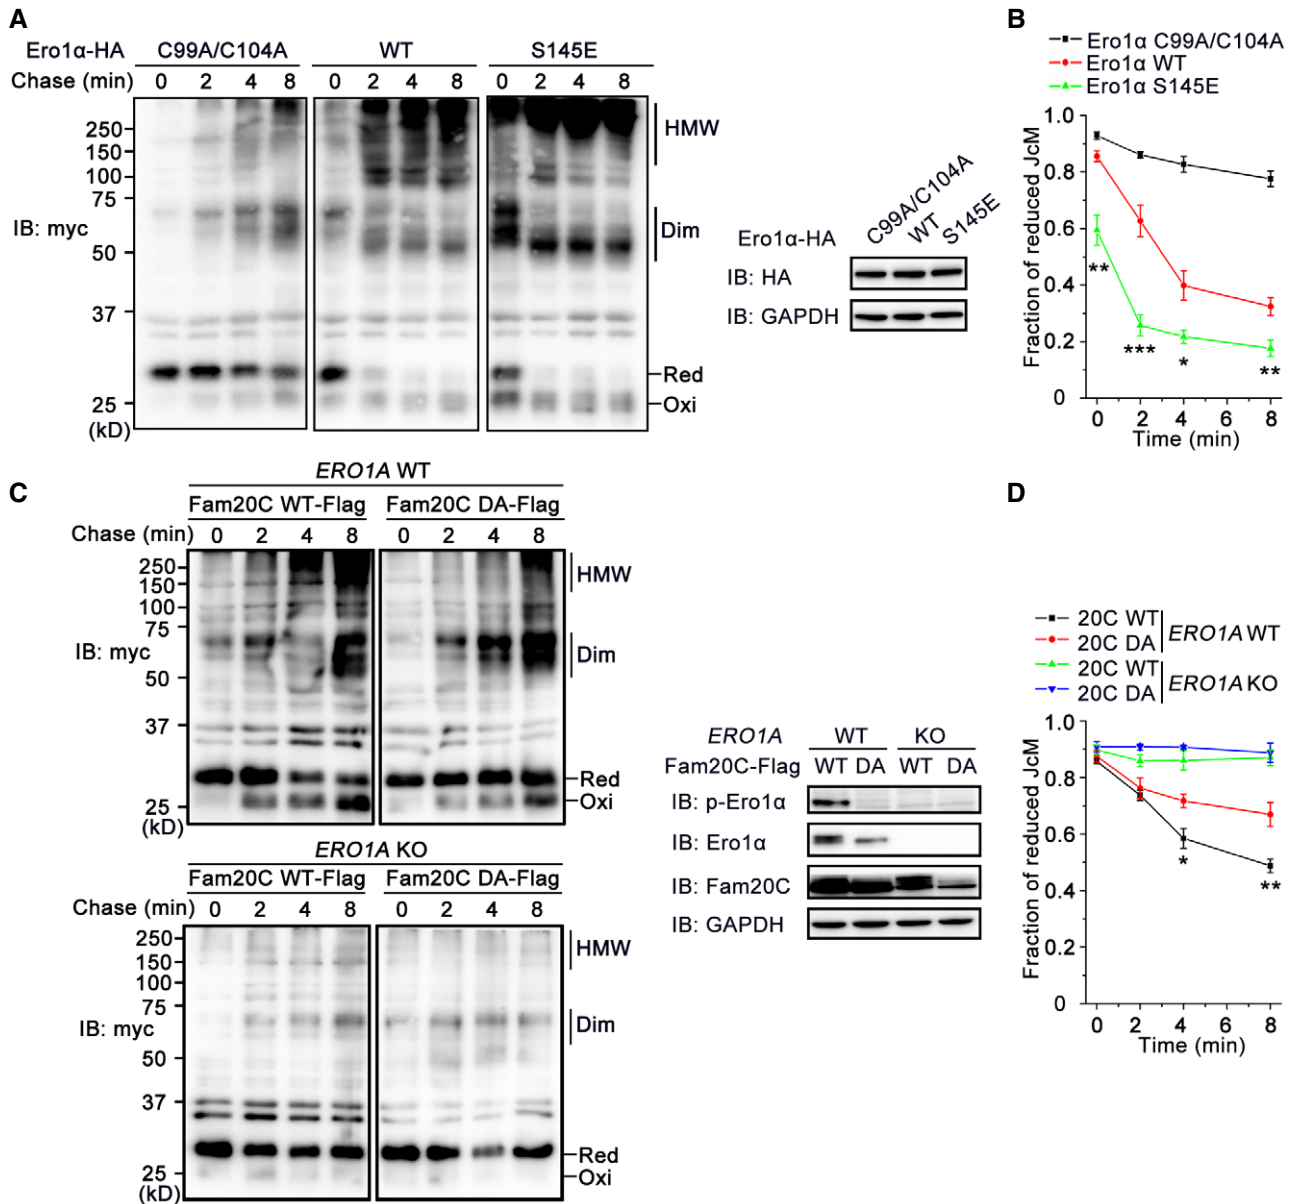 A
Ero1α-HA C99A/C104A WT S145E
Chase (min) 0 2 4 8 0 2 4 8 0 2 4 8
250
150
100
75
50
37
25
(kD)
IB: myc
HMW
Dim
Red
Oxi
Ero1α-HA C99A/C104A WT S145E
IB: HA
IB: GAPDH
B
Ero1α C99A/C104A
Ero1α WT
Ero1α S145E
Fraction of reduced JcM
1.0
0.8
0.6
0.4
0.2
0
** *** * **
0 2 4 8
Time (min)
C
ERO1A WT
Fam20C WT-Flag Fam20C DA-Flag
Chase (min) 0 2 4 8 0 2 4 8
250
150
100
75
50
37
25
(kD)
IB: myc
HMW
Dim
Red
Oxi
ERO1A KO
Fam20C WT-Flag Fam20C DA-Flag
Chase (min) 0 2 4 8 0 2 4 8
250
150
100
75
50
37
25
(kD)
IB: myc
HMW
Dim
Red
Oxi
ERO1A WT KO
Fam20C-Flag WT DA WT DA
IB: p-Ero1α
IB: Ero1α
IB: Fam20C
IB: GAPDH
D
20C WT
20C DA
ERO1A WT
20C WT
20C DA
ERO1A KO
Fraction of reduced JcM
1.0
0.8
0.6
0.4
0.2
0
* **
0 2 4 8
Time (min)